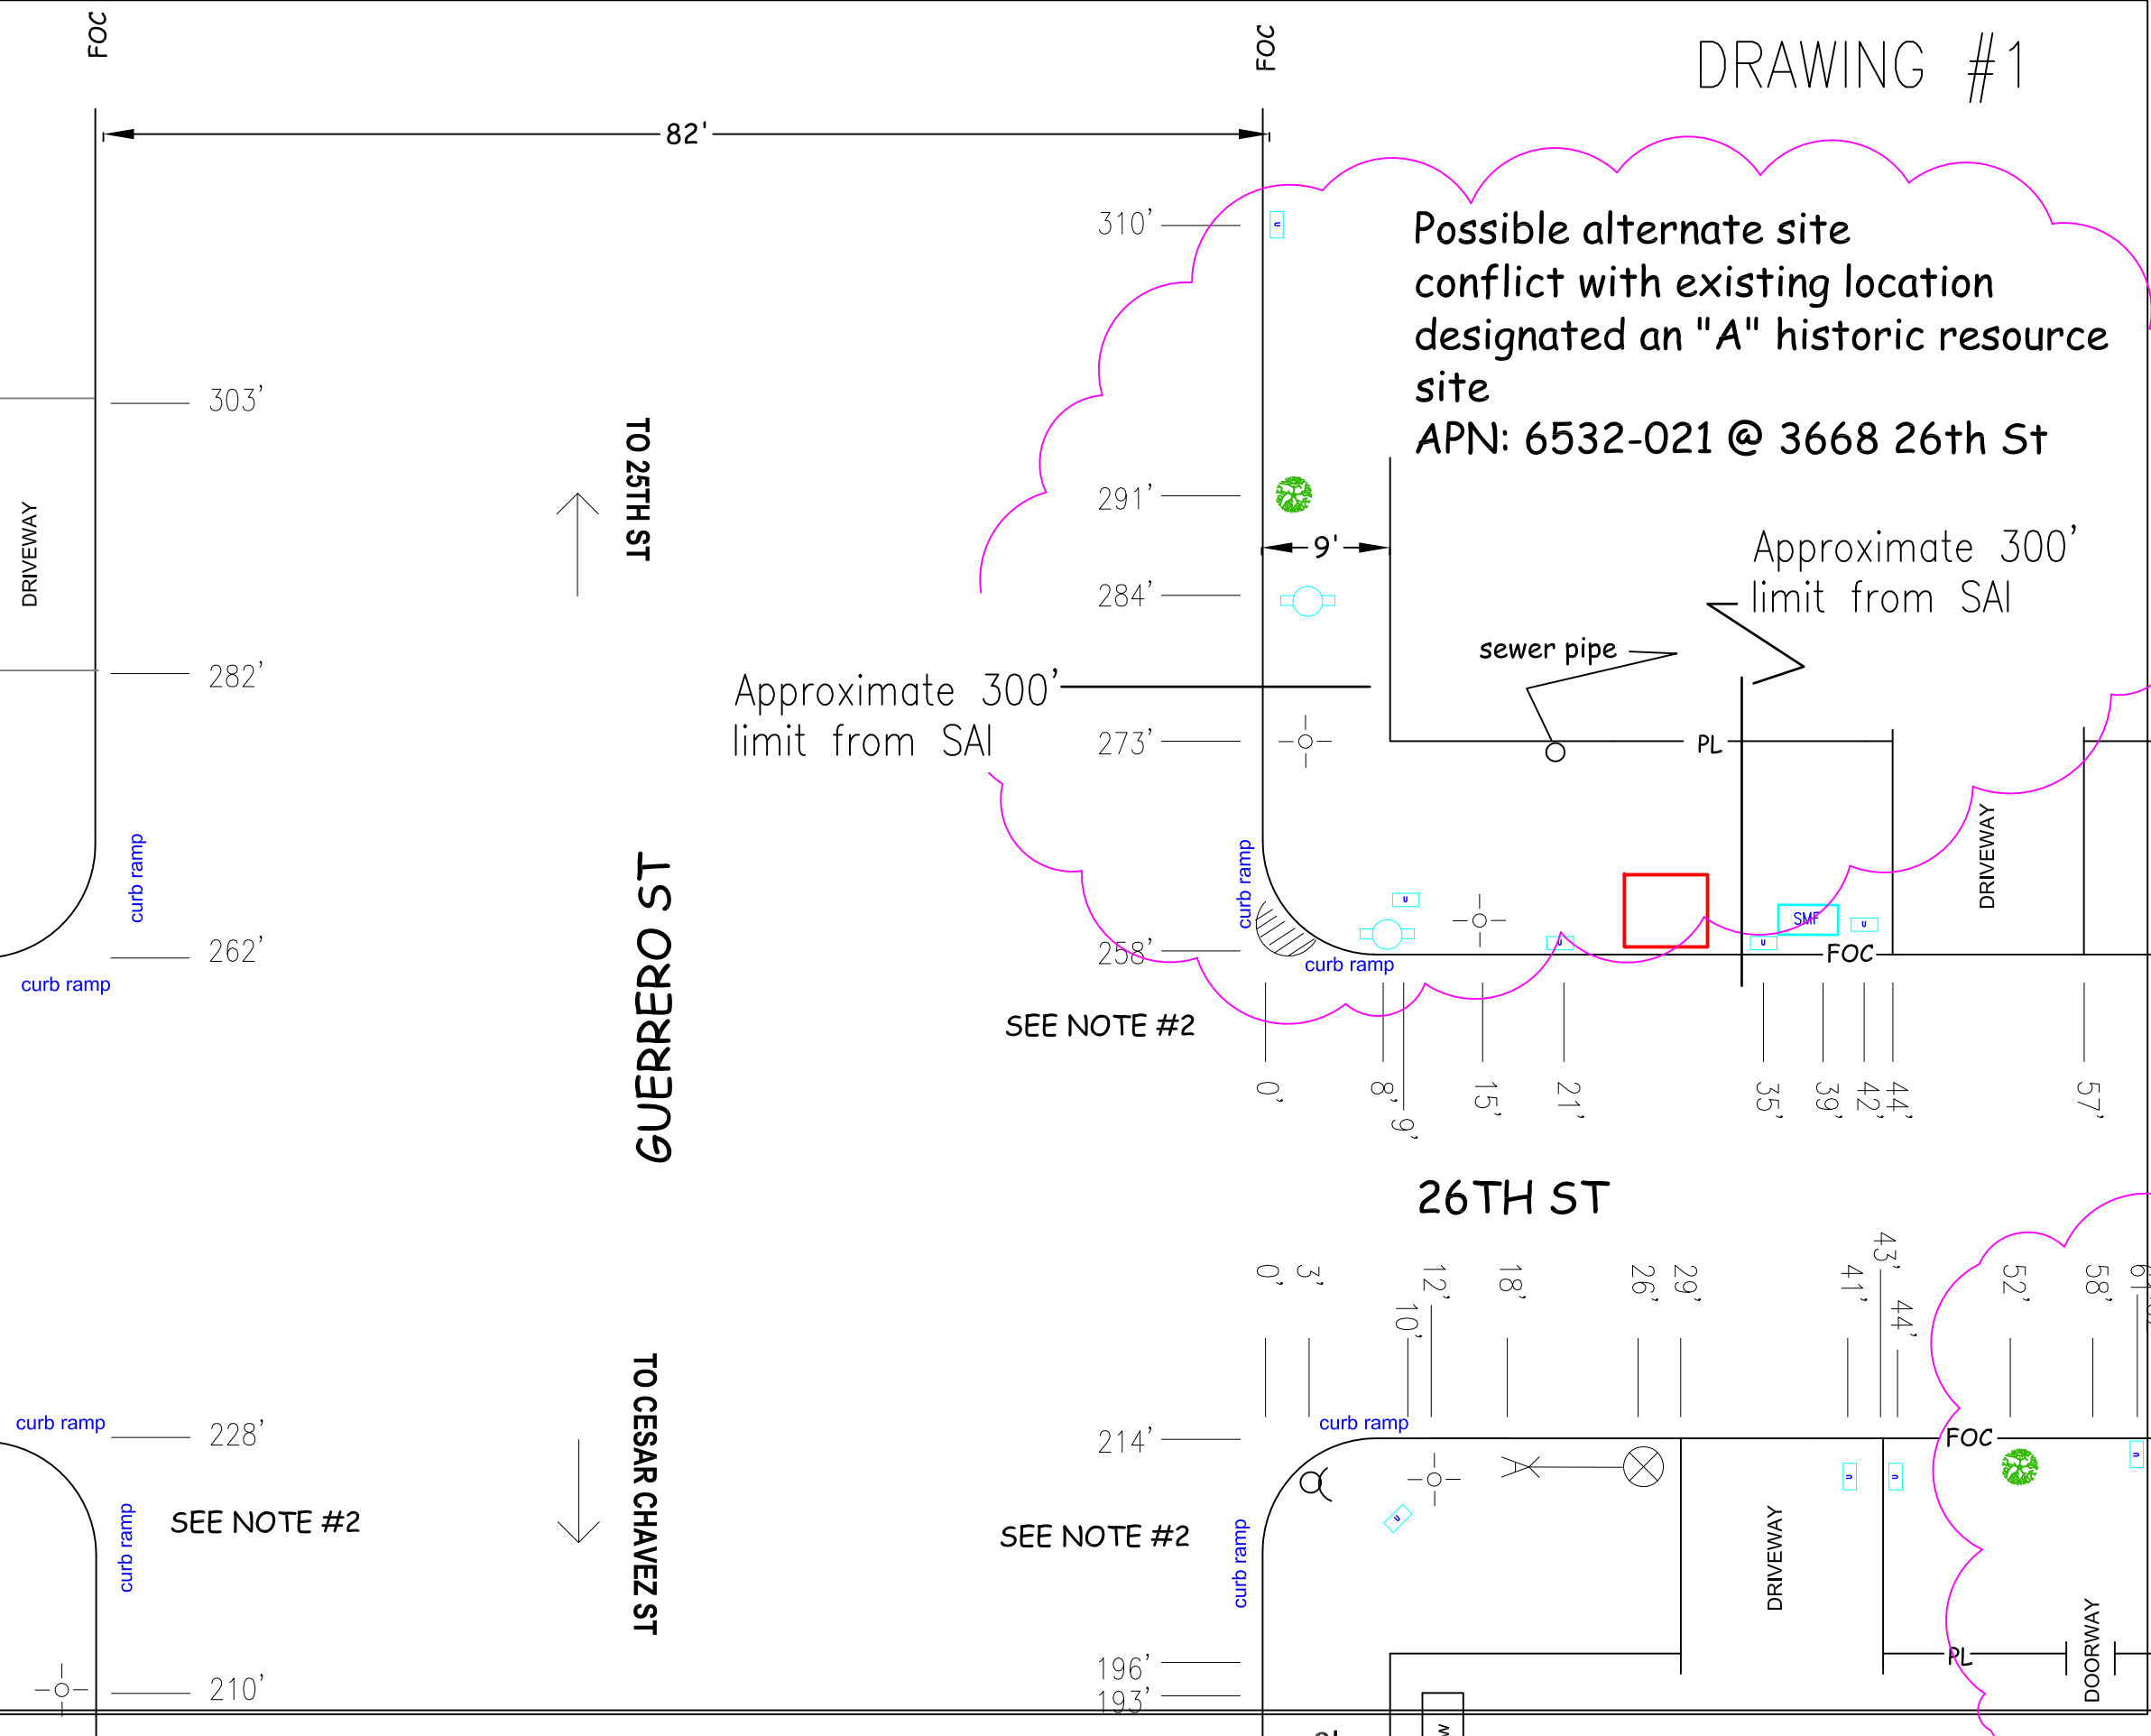 FOC
FOC
DRAWING #1
82'
310'
U
Possible alternate site
conflict with existing location
designated an "A" historic resource
site
APN: 6532-021 @ 3668 26th St
303'
TO 25TH ST
291'
DRIVEWAY
9'
Approximate 300'
limit from SAI
284'
sewer pipe
282'
Approximate 300'
limit from SAI
273'
PL
DRIVEWAY
curb ramp
curb ramp
GUERRERO ST
U
SMF
U
U
U
262'
258'
FOC
curb ramp
curb ramp
SEE NOTE #2
0'
8'
9'
15'
21'
35'
39'
42'
44'
57'
26TH ST
0'
3'
10'
12'
18'
26'
29'
41'
43'
44'
52'
58'
curb ramp
228'
TO CESAR CHAVEZ ST
curb ramp
214'
FOC
U
U
U
U
SEE NOTE #2
curb ramp
SEE NOTE #2
curb ramp
DRIVEWAY
DOORWAY
PL
196'
210'
193'